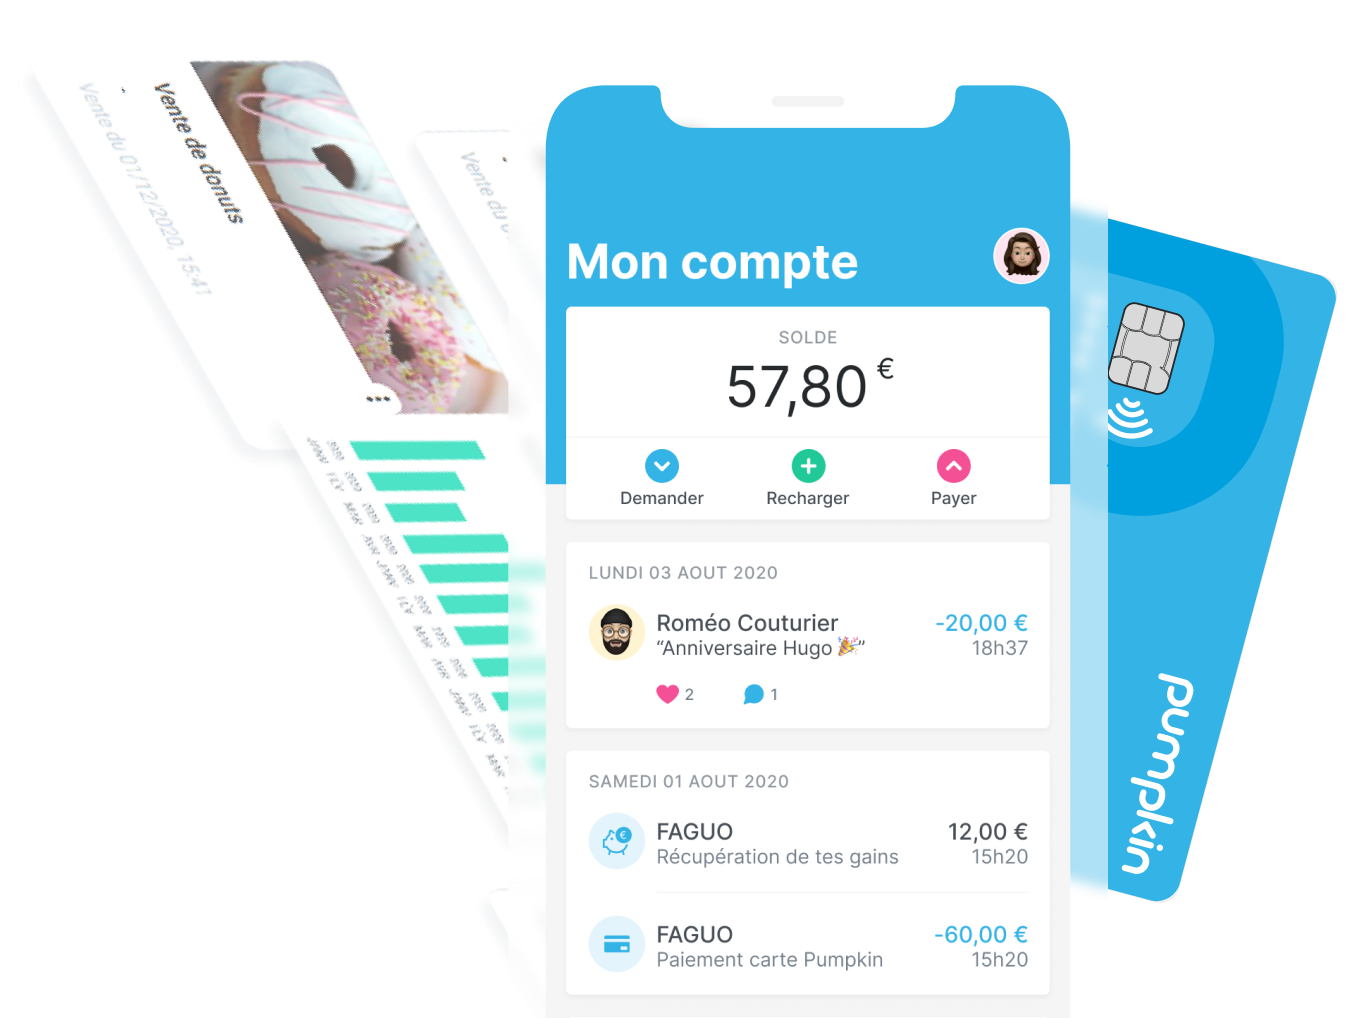 Vente de donuts
Vente du 01/12/2020, 15:41
Vente du
Mon compte
SOLDE
57,80 €
Demander
Recharger
Payer
LUNDI 03 AOUT 2020
Roméo Couturier
-20,00 €
“Anniversaire Hugo 🎉”
18h37
2
1
SAMEDI 01 AOUT 2020
FAGUO
12,00 €
Récupération de tes gains
15h20
FAGUO
-60,00 €
Paiement carte Pumpkin
15h20
pumpkin